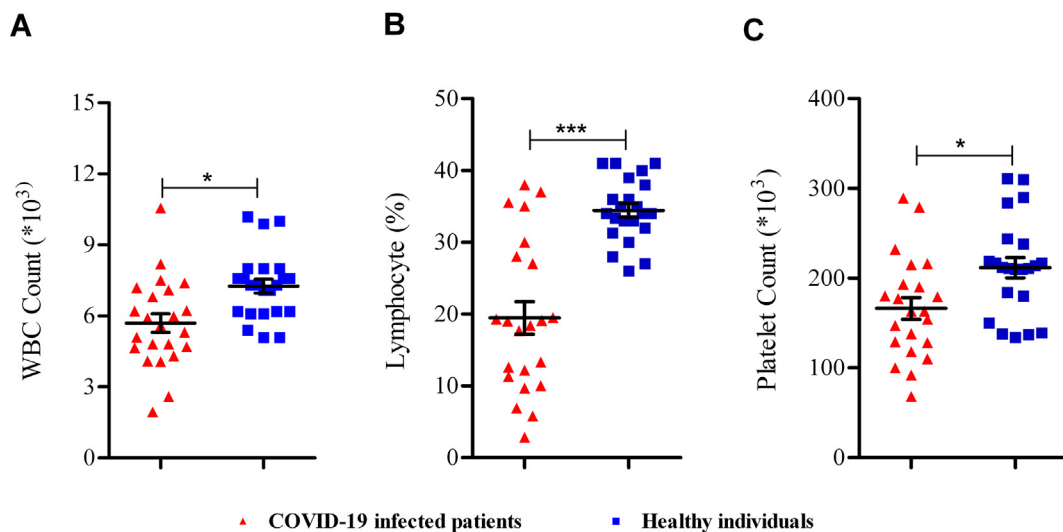 A
WBC Count (*10³)
15
12
9
6
3
0
*
B
Lymphocyte (%)
50
40
30
20
10
0
***
C
Platelet Count (*10³)
400
300
200
100
0
*
COVID-19 infected patients
Healthy individuals